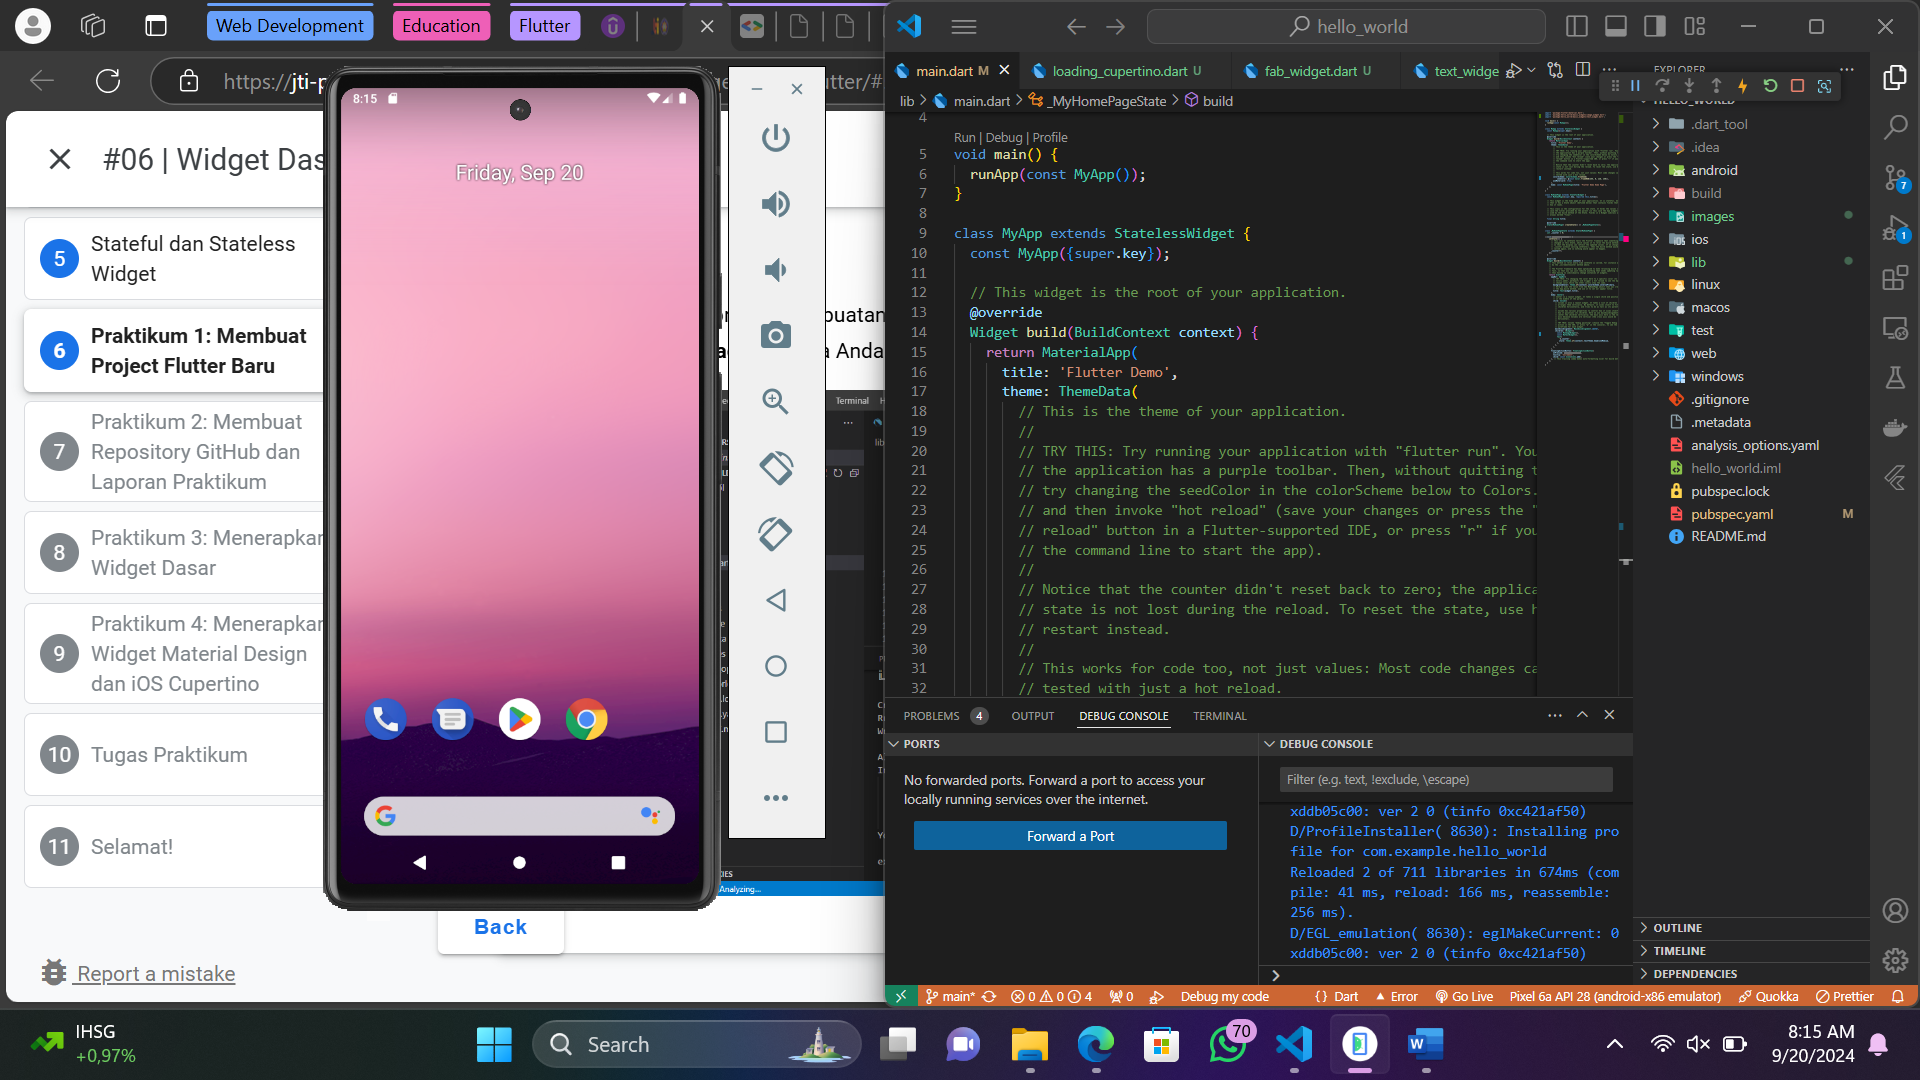 Web Development
Education
Flutter
https://jti-p
utter/#
#06 | Widget Das
5
Stateful dan Stateless
Widget
6
Praktikum 1: Membuat
Project Flutter Baru
7
Praktikum 2: Membuat
Repository GitHub dan
Laporan Praktikum
8
Praktikum 3: Menerapkan
Widget Dasar
9
Praktikum 4: Menerapkan
Widget Material Design
dan iOS Cupertino
10
Tugas Praktikum
11
Selamat!
Back
Report a mistake
8:15
Friday, Sep 20
buatan
a Anda
Terminal
Analyzing...
hello_world
main.dart M
loading_cupertino.dart U
fab_widget.dart U
text_widge
EXPLORER
HELLO_WORLD
lib > main.dart > _MyHomePageState > build
4
Run | Debug | Profile
5 void main() {
6 runApp(const MyApp());
7 }
8
9 class MyApp extends StatelessWidget {
10 const MyApp({super.key});
11
12 // This widget is the root of your application.
13 @override
14 Widget build(BuildContext context) {
15 return MaterialApp(
16 title: 'Flutter Demo',
17 theme: ThemeData(
18 // This is the theme of your application.
19 //
20 // TRY THIS: Try running your application with "flutter run". You
21 // the application has a purple toolbar. Then, without quitting t
22 // try changing the seedColor in the colorScheme below to Colors.
23 // and then invoke "hot reload" (save your changes or press the "
24 // reload" button in a Flutter-supported IDE, or press "r" if you
25 // the command line to start the app).
26 //
27 // Notice that the counter didn't reset back to zero; the applica
28 // state is not lost during the reload. To reset the state, use h
29 // restart instead.
30 //
31 // This works for code too, not just values: Most code changes ca
32 // tested with just a hot reload.
.dart_tool
.idea
android
build
images
ios
lib
linux
macos
test
web
windows
.gitignore
.metadata
analysis_options.yaml
hello_world.iml
pubspec.lock
pubspec.yaml M
README.md
OUTLINE
TIMELINE
DEPENDENCIES
7
1
PROBLEMS 4 OUTPUT DEBUG CONSOLE TERMINAL
PORTS
No forwarded ports. Forward a port to access your
locally running services over the internet.
Forward a Port
DEBUG CONSOLE
Filter (e.g. text, !exclude, \escape)
xddb05c00: ver 2 0 (tinfo 0xc421af50)
D/ProfileInstaller( 8630): Installing pro
file for com.example.hello_world
Reloaded 2 of 711 libraries in 674ms (com
pile: 41 ms, reload: 166 ms, reassemble:
256 ms).
D/EGL_emulation( 8630): eglMakeCurrent: 0
xddb05c00: ver 2 0 (tinfo 0xc421af50)
main* 0 0 4 0 Debug my code {} Dart Error Go Live Pixel 6a API 28 (android-x86 emulator) Quokka Prettier
IHSG
+0,97%
Search
70
8:15 AM
9/20/2024